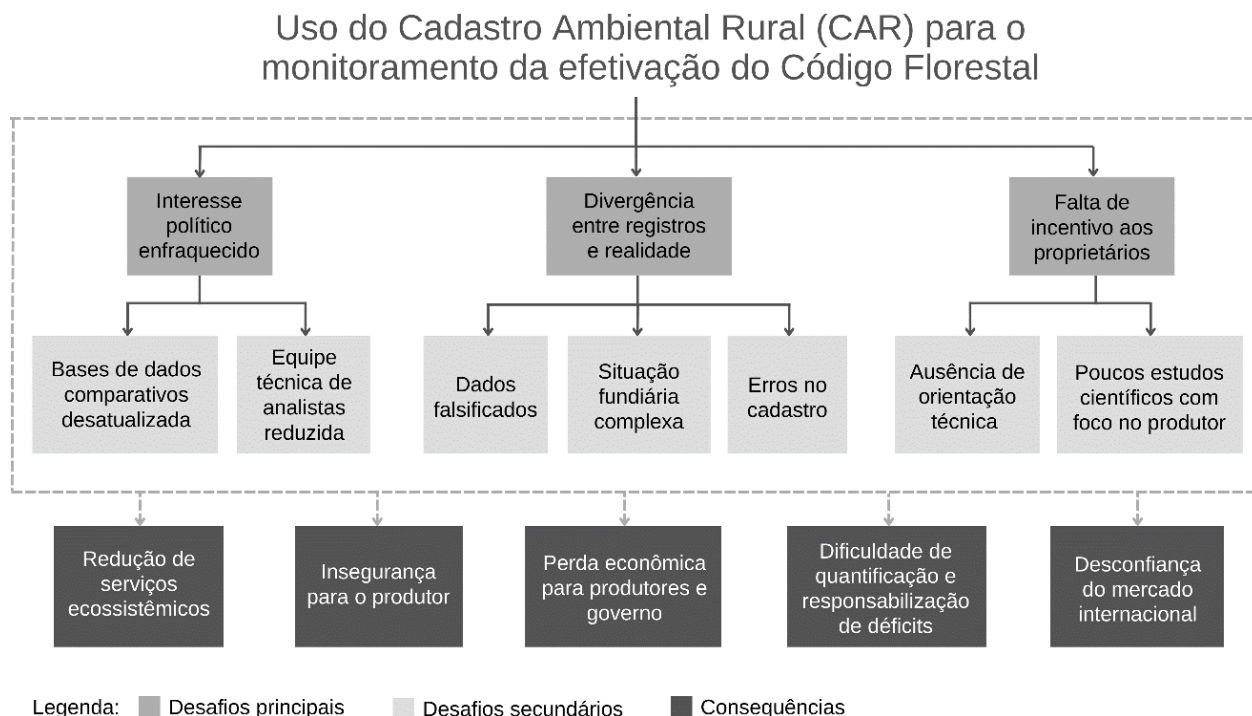 Uso do Cadastro Ambiental Rural (CAR) para o
monitoramento da efetivação do Código Florestal
Interesse
político
enfraquecido
Divergência
entre registros
e realidade
Falta de
incentivo aos
proprietários
Bases de dados
comparativos
desatualizada
Equipe
técnica de
analistas
reduzida
Dados
falsificados
Situação
fundiária
complexa
Erros no
cadastro
Ausência de
orientação
técnica
Poucos estudos
científicos com
foco no produtor
Redução de
serviços
ecossistêmicos
Insegurança
para o produtor
Perda econômica
para produtores e
governo
Dificuldade de
quantificação e
responsabilização
de déficits
Desconfiança
do mercado
internacional
Legenda: Desafios principais Desafios secundários Consequências